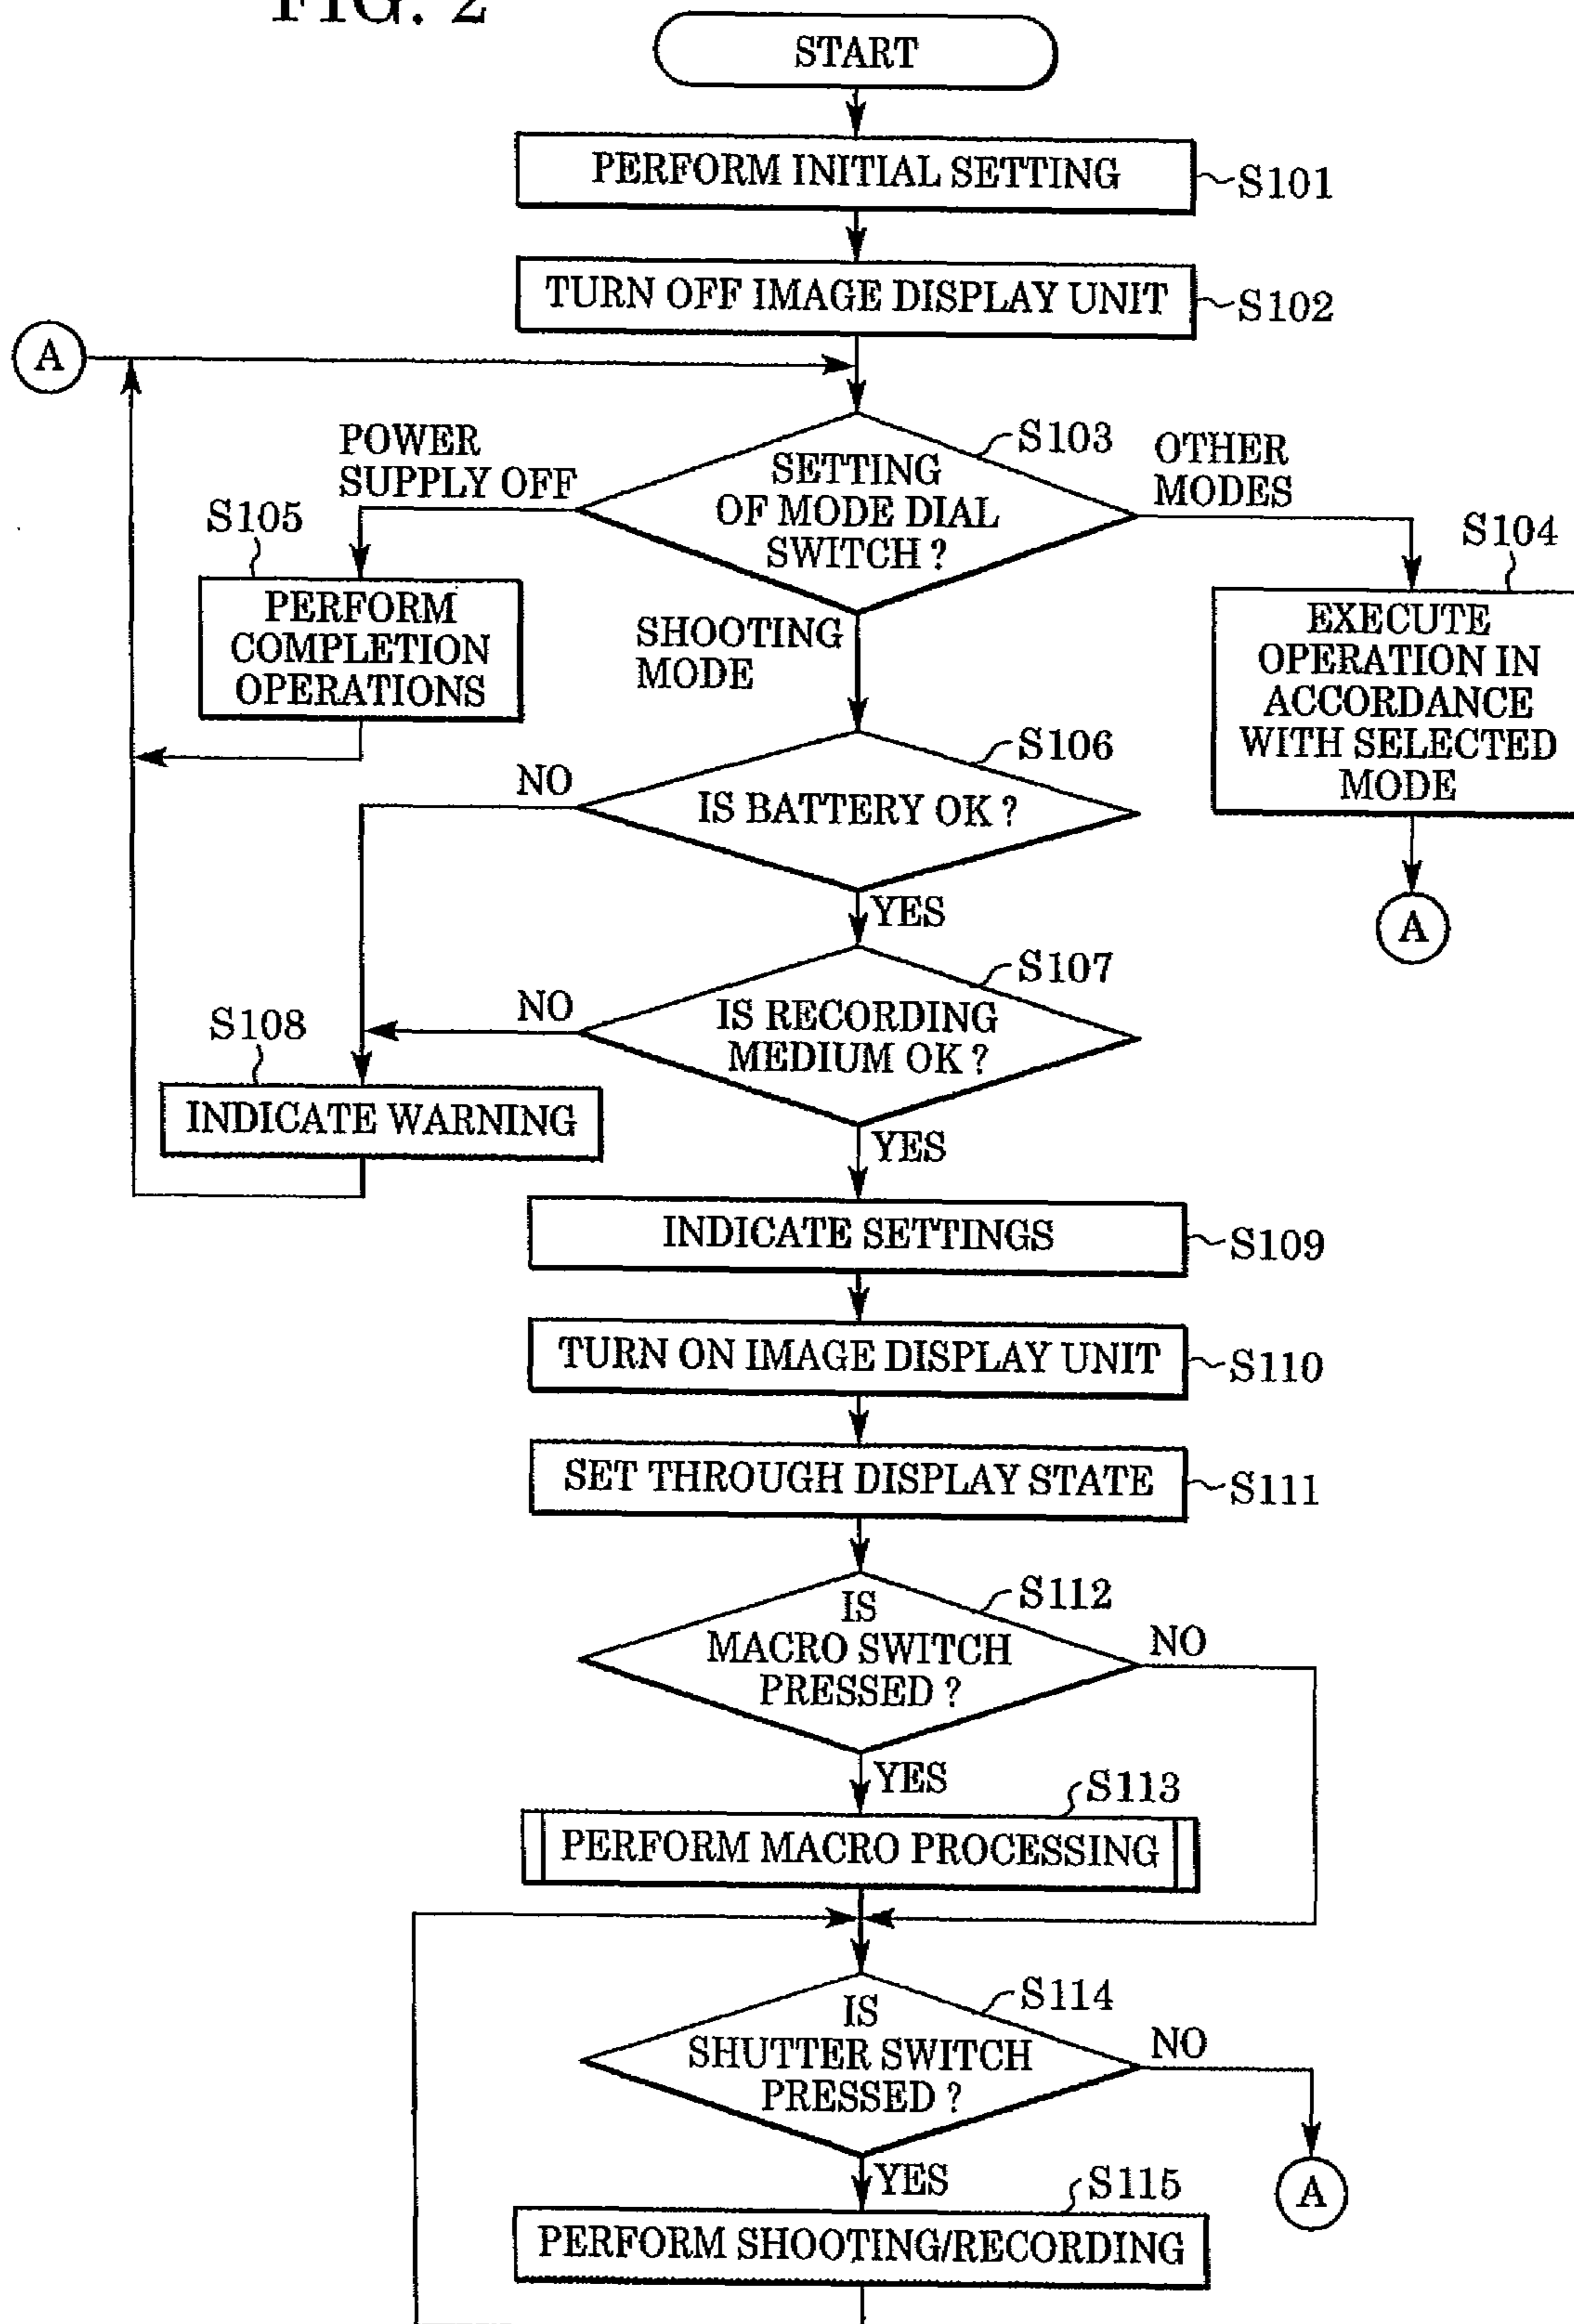 FIG. 2
START
PERFORM INITIAL SETTING
S101
TURN OFF IMAGE DISPLAY UNIT
S102
A
S103
SETTING
OF MODE DIAL
SWITCH ?
POWER
SUPPLY OFF
OTHER
MODES
S105
PERFORM
COMPLETION
OPERATIONS
SHOOTING
MODE
S104
EXECUTE
OPERATION IN
ACCORDANCE
WITH SELECTED
MODE
A
S106
IS BATTERY OK ?
NO
YES
S107
IS RECORDING
MEDIUM OK ?
NO
YES
S108
INDICATE WARNING
INDICATE SETTINGS
S109
TURN ON IMAGE DISPLAY UNIT
S110
SET THROUGH DISPLAY STATE
S111
S112
IS
MACRO SWITCH
PRESSED ?
NO
YES
S113
PERFORM MACRO PROCESSING
S114
IS
SHUTTER SWITCH
PRESSED ?
NO
A
YES
S115
PERFORM SHOOTING/RECORDING